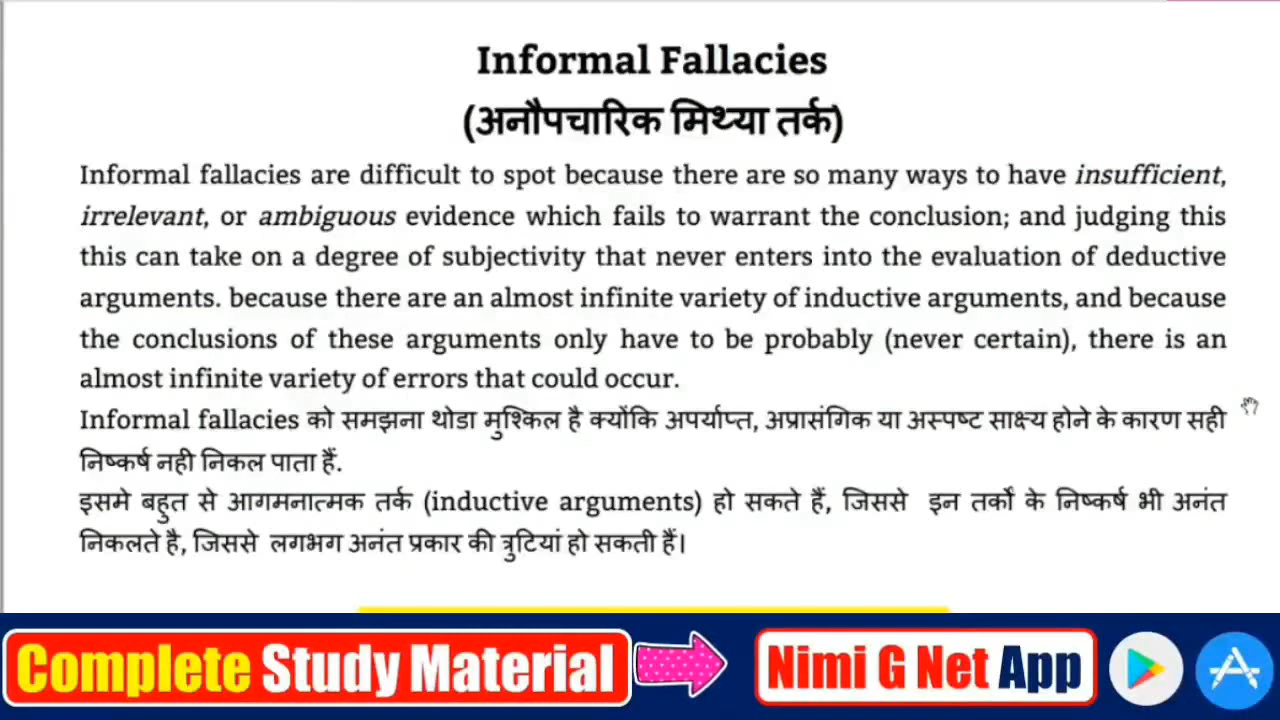 Informal Fallacies
(अनौपचारिक मिथ्या तर्क)
Informal fallacies are difficult to spot because there are so many ways to have insufficient,
irrelevant, or ambiguous evidence which fails to warrant the conclusion; and judging this
this can take on a degree of subjectivity that never enters into the evaluation of deductive
arguments. because there are an almost infinite variety of inductive arguments, and because
the conclusions of these arguments only have to be probably (never certain), there is an
almost infinite variety of errors that could occur.
Informal fallacies को समझना थोडा मुश्किल है क्योंकि अपर्याप्त, अप्रासंगिक या अस्पष्ट साक्ष्य होने के कारण सही
निष्कर्ष नही निकल पाता हैं.
इसमे बहुत से आगमनात्मक तर्क (inductive arguments) हो सकते हैं, जिससे इन तर्कों के निष्कर्ष भी अनंत
निकलते है, जिससे लगभग अनंत प्रकार की त्रुटियां हो सकती हैं।
Complete Study Material
Nimi G Net App